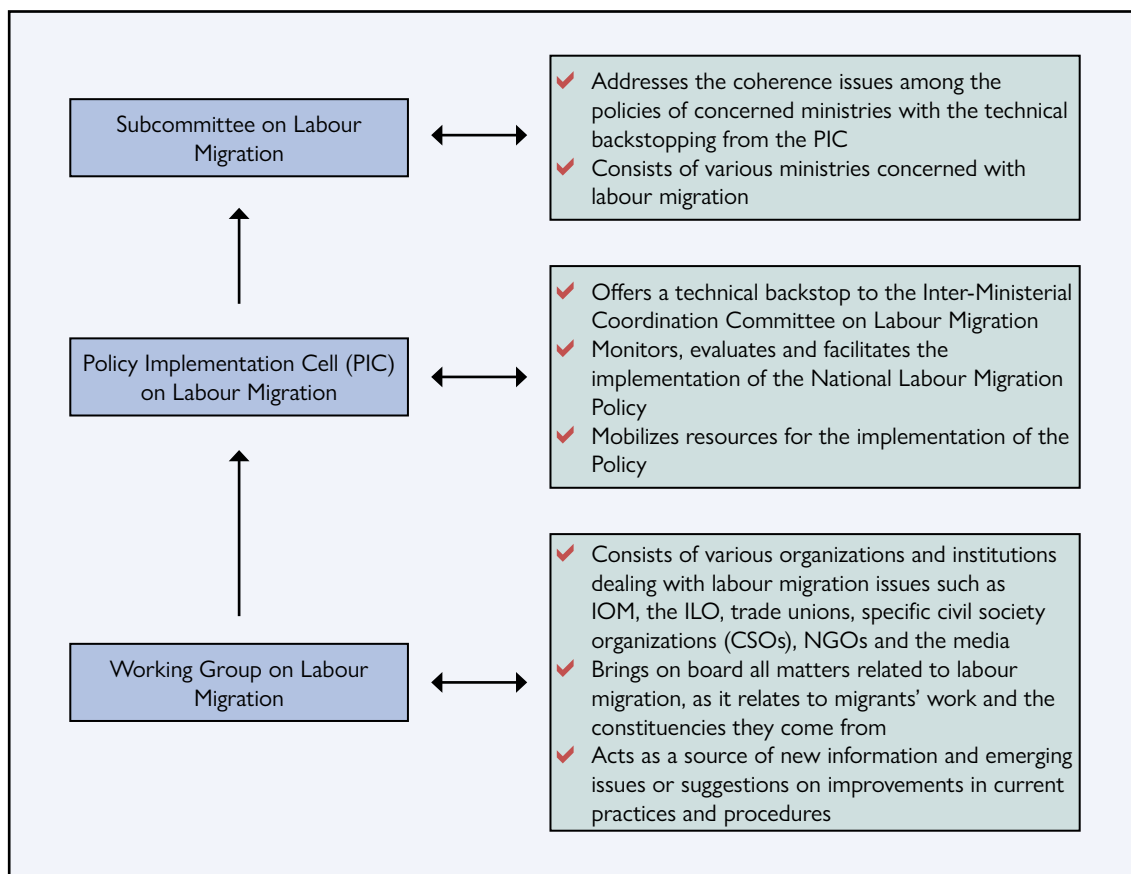 Subcommittee on Labour
Migration
Addresses the coherence issues among the
policies of concerned ministries with the technical
backstopping from the PIC
Consists of various ministries concerned with
labour migration
Policy Implementation Cell (PIC)
on Labour Migration
Offers a technical backstop to the Inter-Ministerial
Coordination Committee on Labour Migration
Monitors, evaluates and facilitates the
implementation of the National Labour Migration
Policy
Mobilizes resources for the implementation of the
Policy
Working Group on Labour
Migration
Consists of various organizations and institutions
dealing with labour migration issues such as
IOM, the ILO, trade unions, specific civil society
organizations (CSOs), NGOs and the media
Brings on board all matters related to labour
migration, as it relates to migrants’ work and the
constituencies they come from
Acts as a source of new information and emerging
issues or suggestions on improvements in current
practices and procedures